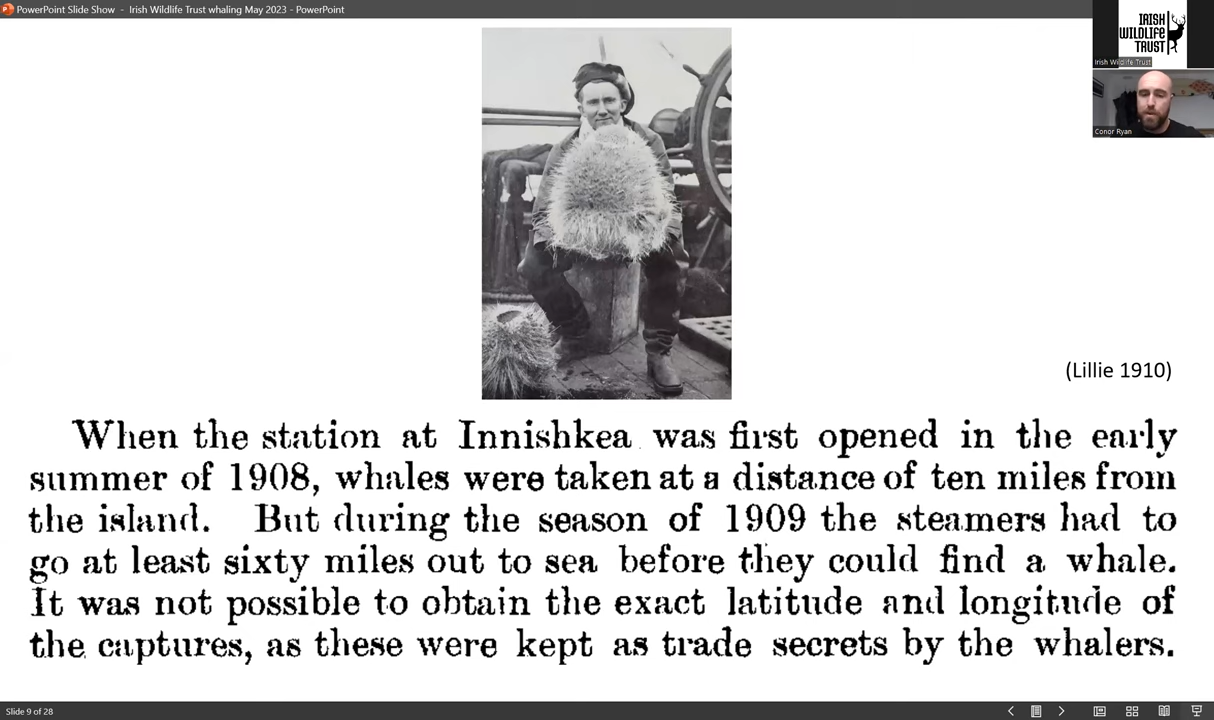 PowerPoint Slide Show - Irish Wildlife Trust whaling May 2023 - PowerPoint
IRISH
WILDLIFE
TRUST
Irish Wildlife Trust
Conor Ryan
(Lillie 1910)
When the station at Innishkea was first opened in the early
summer of 1908, whales were taken at a distance of ten miles from
the island. But during the season of 1909 the steamers had to
go at least sixty miles out to sea before they could find a whale.
It was not possible to obtain the exact latitude and longitude of
the captures, as these were kept as trade secrets by the whalers.
Slide 9 of 28